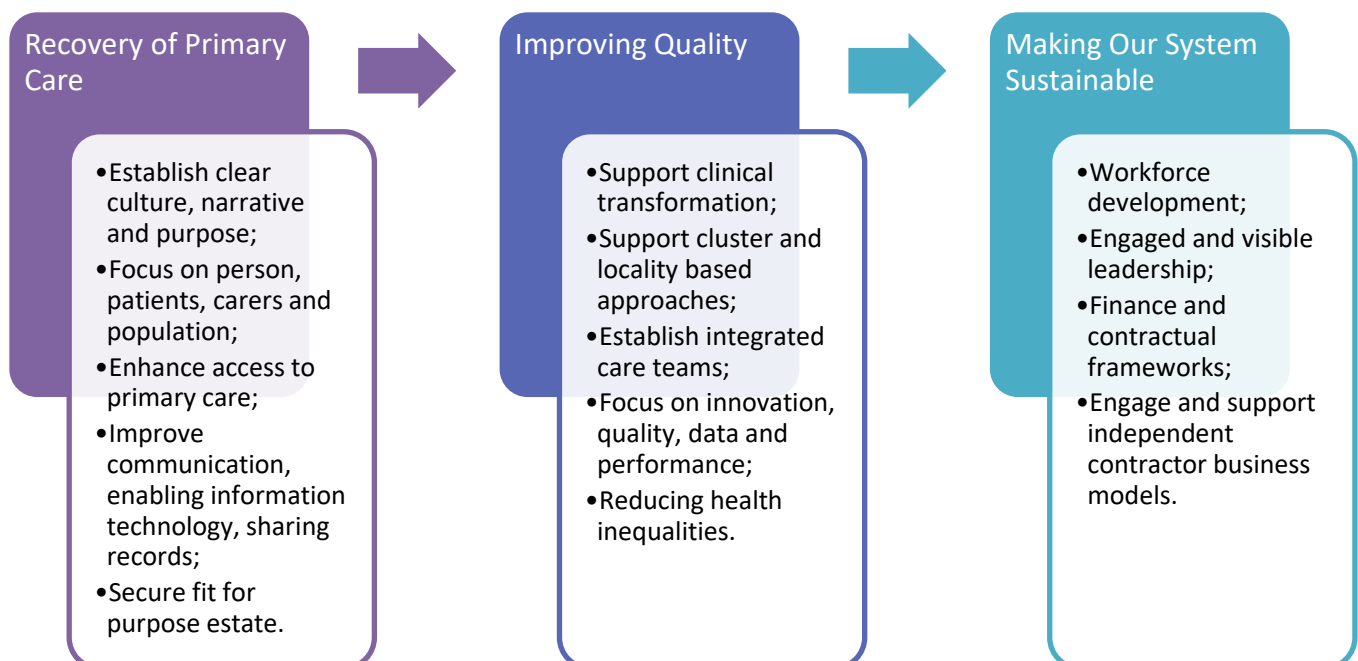 Recovery of Primary
Care
•Establish clear
culture, narrative
and purpose;
•Focus on person,
patients, carers and
population;
•Enhance access to
primary care;
•Improve
communication,
enabling information
technology, sharing
records;
•Secure fit for
purpose estate.
Improving Quality
•Support clinical
transformation;
•Support cluster and
locality based
approaches;
•Establish integrated
care teams;
•Focus on innovation,
quality, data and
performance;
•Reducing health
inequalities.
Making Our System
Sustainable
•Workforce
development;
•Engaged and visible
leadership;
•Finance and
contractual
frameworks;
•Engage and support
independent
contractor business
models.